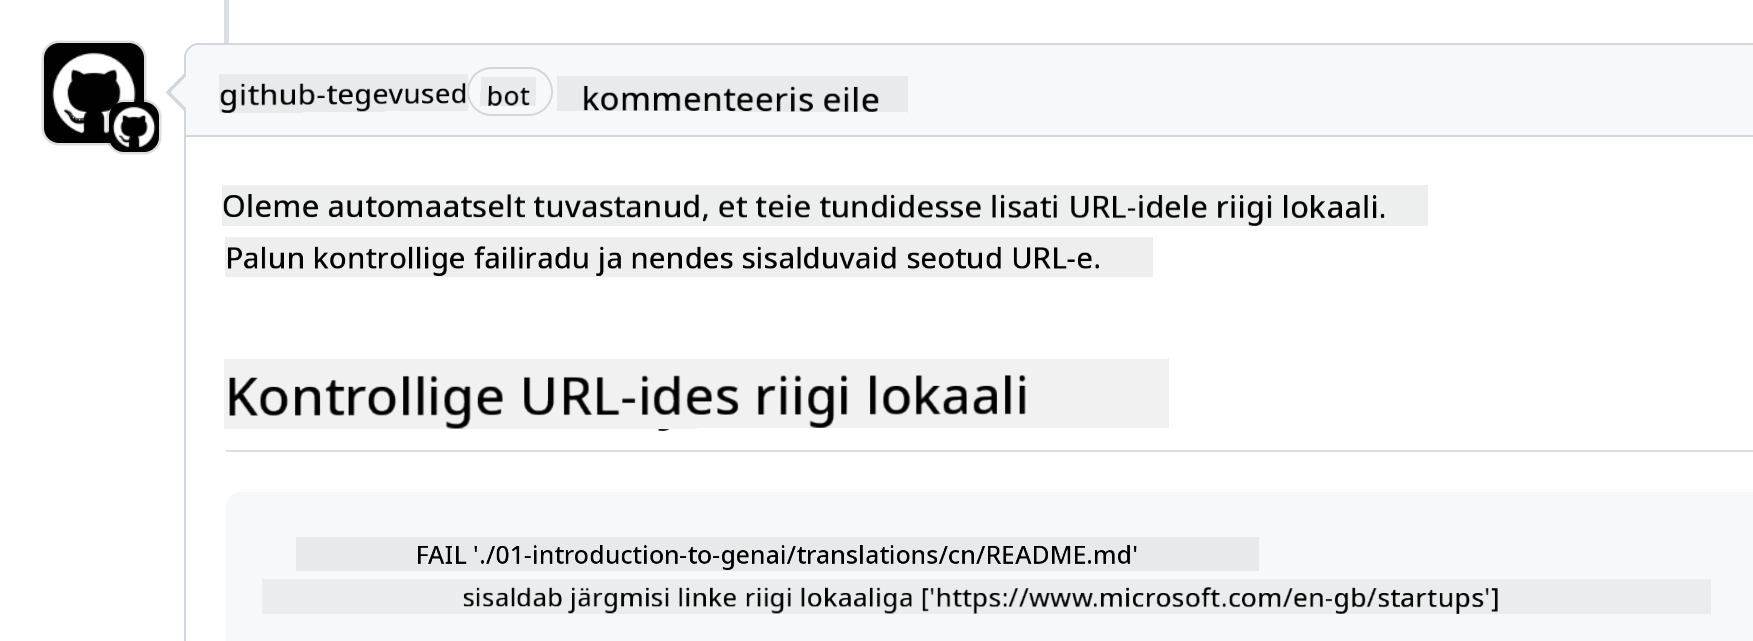 github-tegevused bot kommenteeris eile
Oleme automaatselt tuvastanud, et teie tundidesse lisati URL-idele riigi lokaali.
Palun kontrollige failiradu ja nendes sisalduvaid seotud URL-e.
Kontrollige URL-ides riigi lokaali
FAIL './01-introduction-to-genai/translations/cn/README.md'
sisaldab järgmisi linke riigi lokaaliga ['https://www.microsoft.com/en-gb/startups']